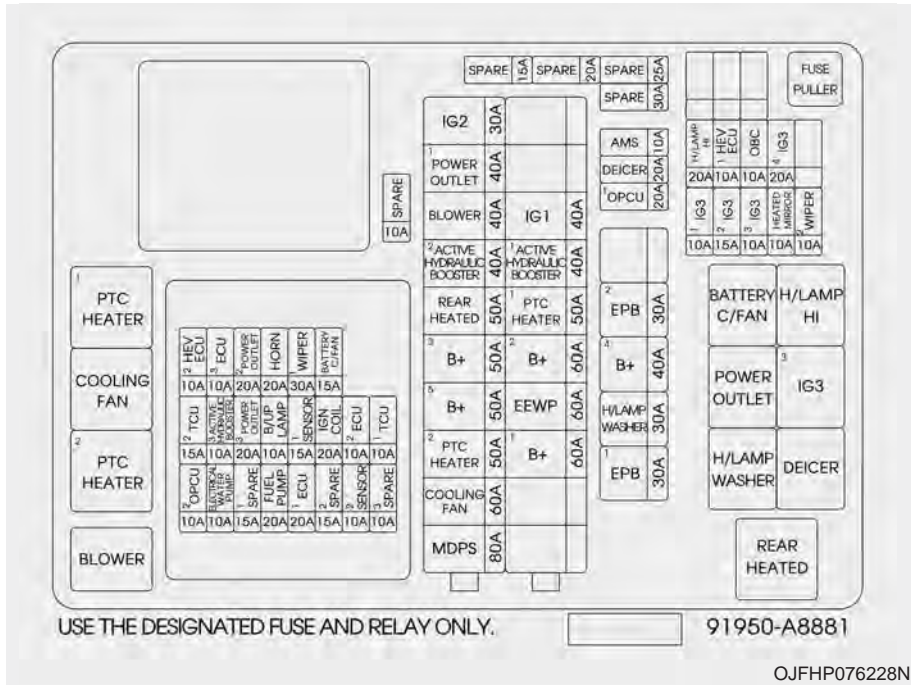 SPARE 15A SPARE 20A SPARE 25A
SPARE 30A
FUSE
PULLER
IG2 30A
1 POWER
OUTLET 40A
BLOWER 40A
IG1 40A
2 ACTIVE
HYDRAULIC
BOOSTER 40A
1 ACTIVE
HYDRAULIC
BOOSTER 40A
REAR
HEATED 50A
1 PTC
HEATER 50A
3 B+ 50A
2 B+ 60A
5 B+ 50A
EEWP 60A
2 PTC
HEATER 50A
1 B+ 60A
COOLING
FAN 60A
MDPS 80A
SPARE
10A
AMS 10A
DEICER 20A
1 OPCU 20A
2 EPB 30A
4 B+ 40A
H/LAMP
WASHER 30A
1 EPB 30A
H/LAMP
HI
20A
1 HEV
ECU
10A
OBC
10A
4 IG3
20A
1 IG3
10A
2 IG3
15A
3 IG3
10A
HEATED
MIRROR
10A
2 WIPER
10A
1
PTC
HEATER
COOLING
FAN
2
PTC
HEATER
BLOWER
2 HEV
ECU
10A
3 ECU
10A
2 POWER
OUTLET
20A
HORN
20A
1 WIPER
30A
BATTERY
C/FAN
15A
2 TCU
15A
3 ACTIVE
HYDRAULIC
BOOSTER
10A
3 POWER
OUTLET
20A
B/UP
LAMP
10A
1 SENSOR
15A
IGN
COIL
20A
2 ECU
10A
1 TCU
10A
2 OPCU
10A
ELECTRICAL
WATER
PUMP
10A
1 SPARE
15A
FUEL
PUMP
20A
1 ECU
20A
2 SPARE
15A
2 SENSOR
10A
3 SPARE
10A
BATTERY
C/FAN
H/LAMP
HI
POWER
OUTLET
3
IG3
H/LAMP
WASHER
DEICER
REAR
HEATED
USE THE DESIGNATED FUSE AND RELAY ONLY.
91950-A8881
OJFHP076228N